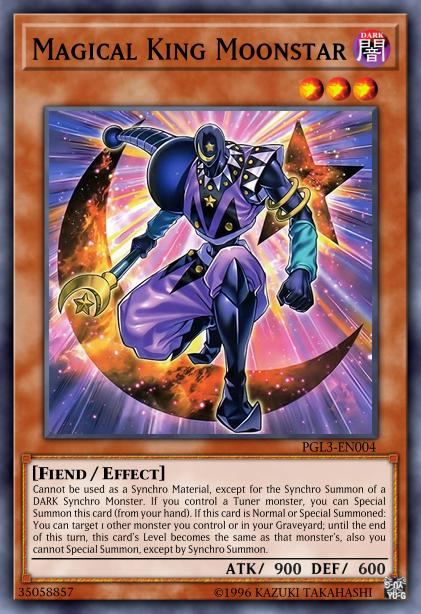 Magical King Moonstar
DARK
闇
PGL3-EN004
[Fiend / Effect]
Cannot be used as a Synchro Material, except for the Synchro Summon of a
DARK Synchro Monster. If you control a Tuner monster, you can Special
Summon this card (from your hand). If this card is Normal or Special Summoned:
You can target 1 other monster you control or in your Graveyard; until the end
of this turn, this card's Level becomes the same as that monster's, also you
cannot Special Summon, except by Synchro Summon.
ATK/ 900 DEF/ 600
35058857
©1996 KAZUKI TAKAHASHI